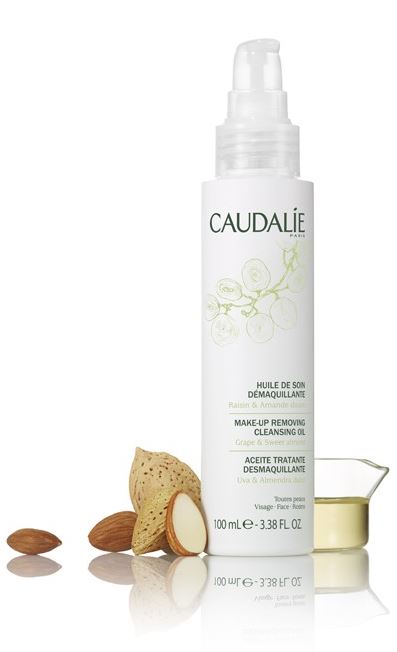 CAUDALÍE
PARIS
HUILE DE SOIN
DÉMAQUILLANTE
Raisin & Amande douce
MAKE-UP REMOVING
CLEANSING OIL
Grape & Sweet almond
ACEITE TRATANTE
DESMAQUILLANTE
Uva & Almendra dulce
Toutes peaux
Visage · Face · Rostro
100 mL ℮ - 3.38 FL. OZ